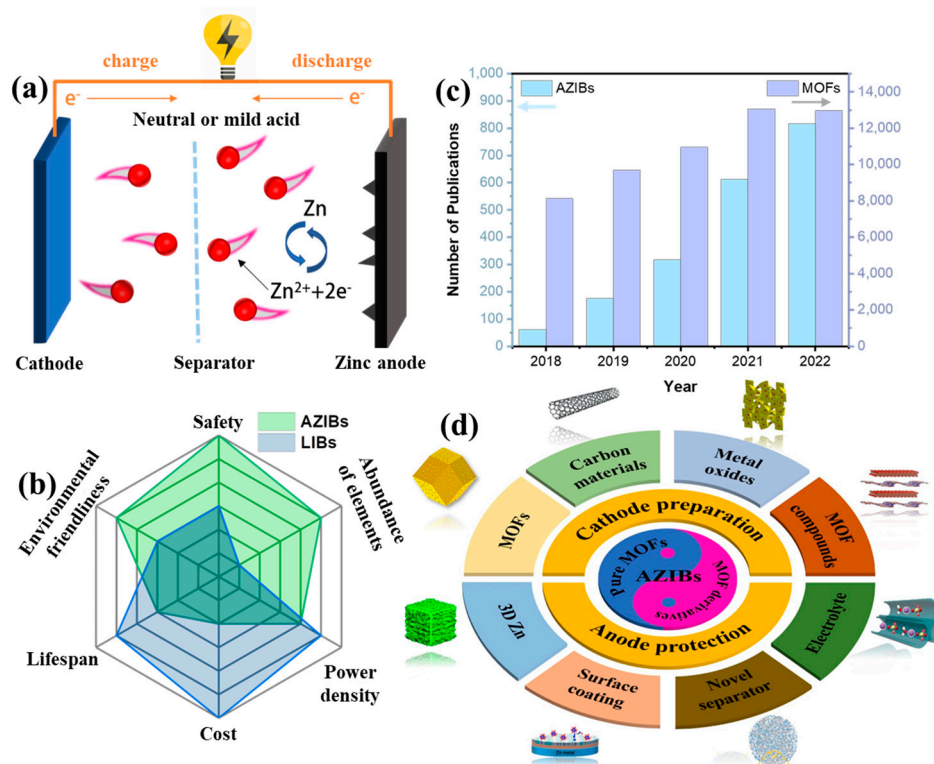 (a)
charge
discharge
e-
e-
Neutral or mild acid
Zn
Zn2++2e-
Cathode
Separator
Zinc anode
(b)
AZIBs
LIBs
Safety
Abundance
of elements
Power
density
Cost
Lifespan
Environmental
friendliness
(c)
AZIBs
MOFs
Number of Publications
1,000
900
800
700
600
500
400
300
200
100
0
14,000
12,000
10,000
8,000
6,000
4,000
2,000
0
2018 2019 2020 2021 2022
Year
(d)
MOFs
Carbon
materials
Metal
oxides
MOF
compounds
Electrolyte
Novel
separator
Surface
coating
3D Zn
Cathode preparation
Anode protection
Pure MOFs
AZIBs
MOF derivatives